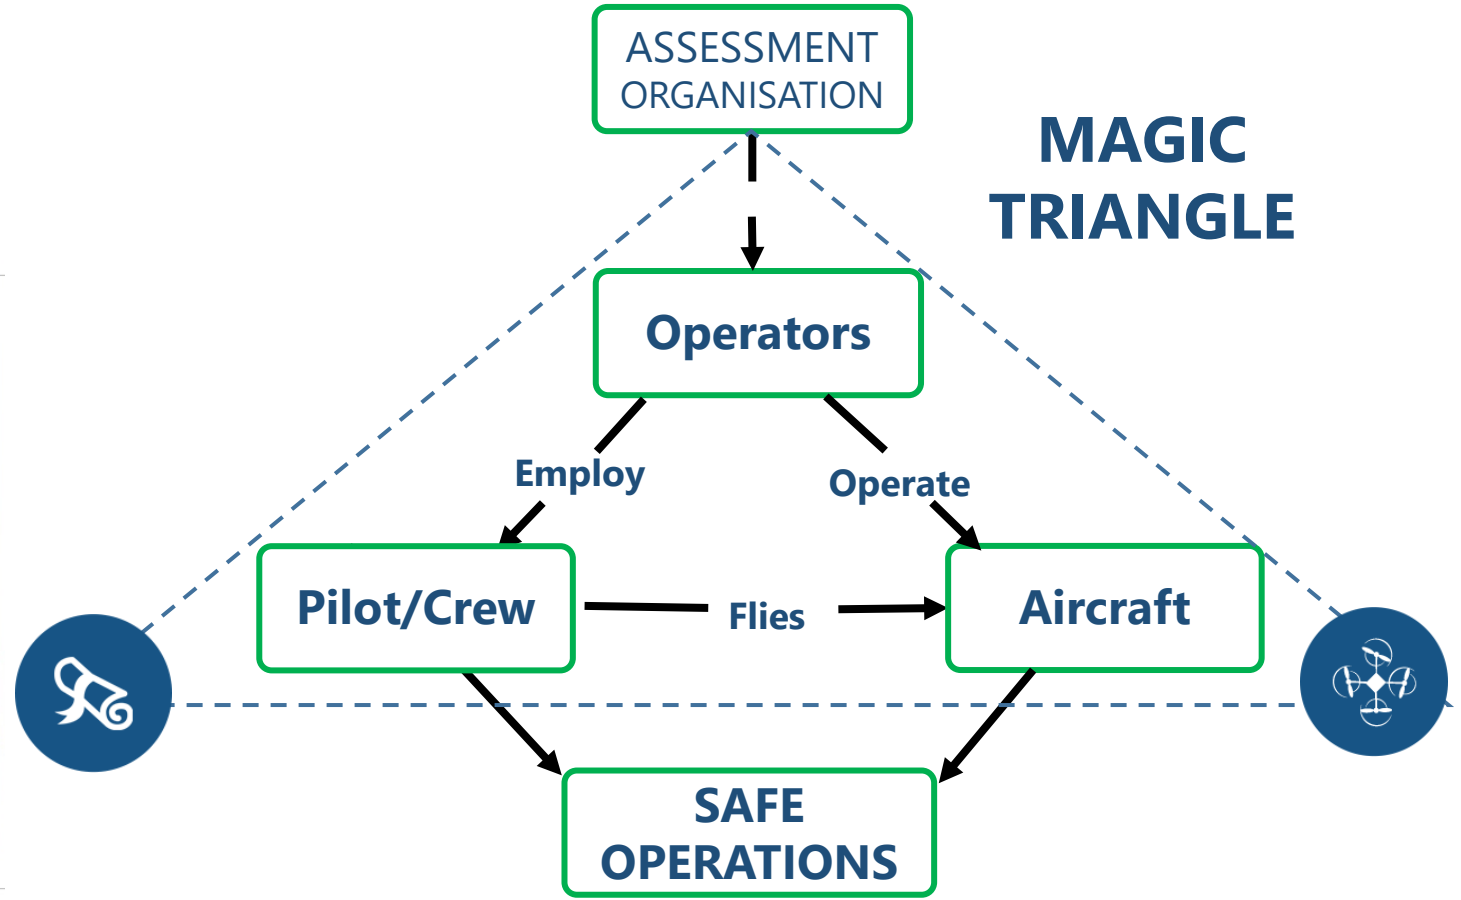 ASSESSMENT
ORGANISATION
MAGIC
TRIANGLE
Operators
Employ
Operate
Pilot/Crew
Flies
Aircraft
SAFE
OPERATIONS